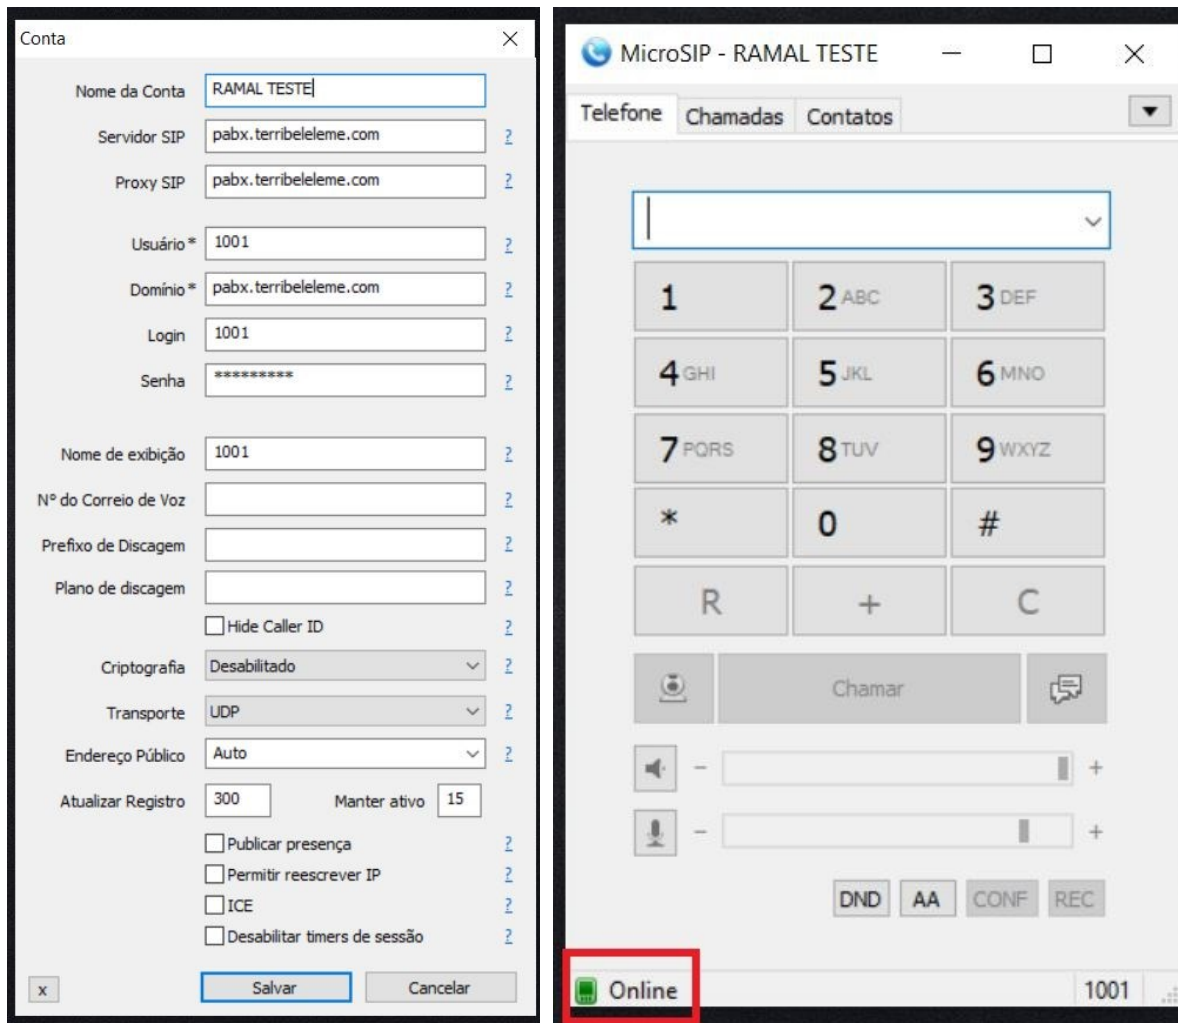 Conta
Nome da Conta RAMAL TESTE
Servidor SIP pabx.terribeleleme.com ?
Proxy SIP pabx.terribeleleme.com ?
Usuário * 1001 ?
Domínio * pabx.terribeleleme.com ?
Login 1001 ?
Senha ********* ?
Nome de exibição 1001 ?
Nº do Correio de Voz ?
Prefixo de Discagem ?
Plano de discagem ?
Hide Caller ID ?
Criptografia Desabilitado ?
Transporte UDP ?
Endereço Público Auto ?
Atualizar Registro 300 Manter ativo 15
Publicar presença ?
Permitir reescrever IP ?
ICE ?
Desabilitar timers de sessão ?
x Salvar Cancelar
MicroSIP - RAMAL TESTE
Telefone Chamadas Contatos
1 2 ABC 3 DEF
4 GHI 5 JKL 6 MNO
7 PQRS 8 TUV 9 WXYZ
* 0 #
R + C
Chamar
- +
- +
DND AA CONF REC
Online 1001